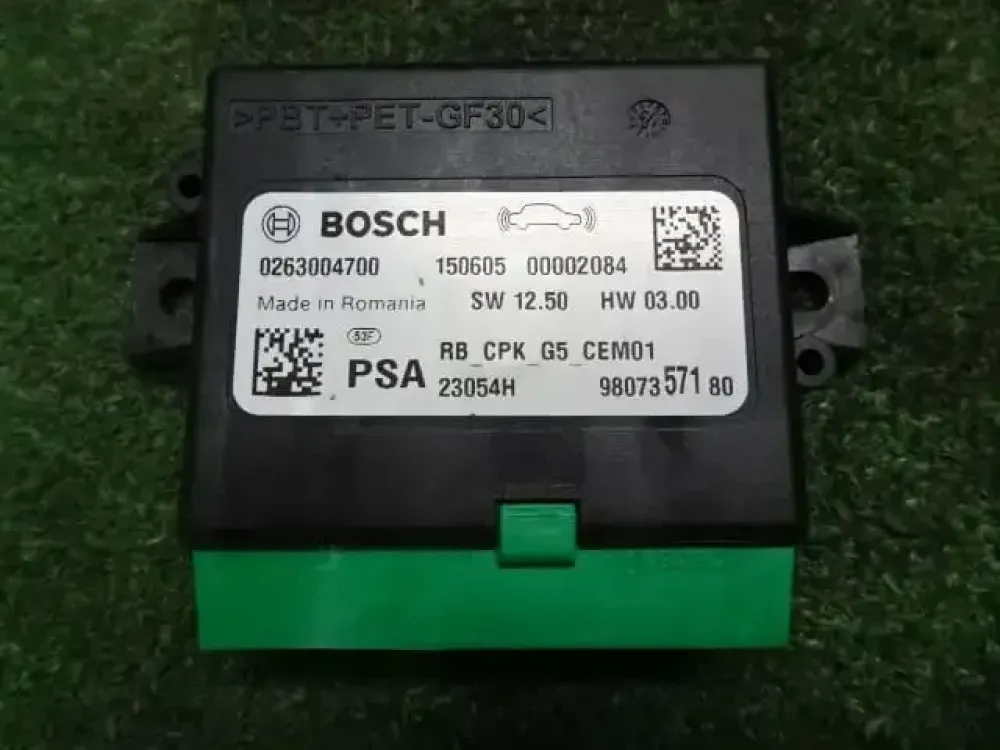 >PBT+PET-GF30<
BOSCH
0263004700 150605 00002084
Made in Romania SW 12.50 HW 03.00
53F
RB_CPK_G5_CEM01
PSA 23054H 98073 571 80
BOSCH